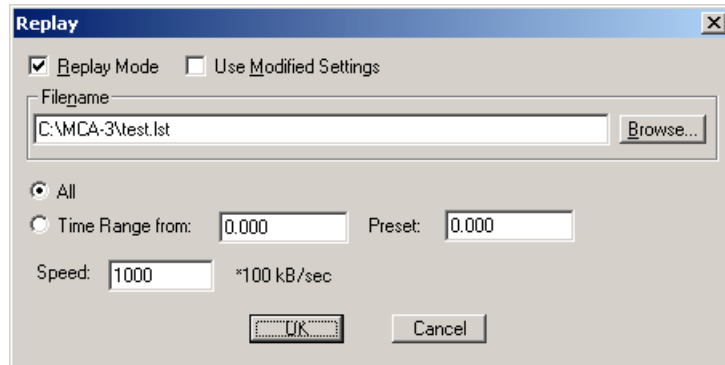 Replay
Replay Mode Use Modified Settings
Filename
C:\MCA-3\test.lst Browse...
All
Time Range from: 0.000 Preset: 0.000
Speed: 1000 *100 kB/sec
OK Cancel